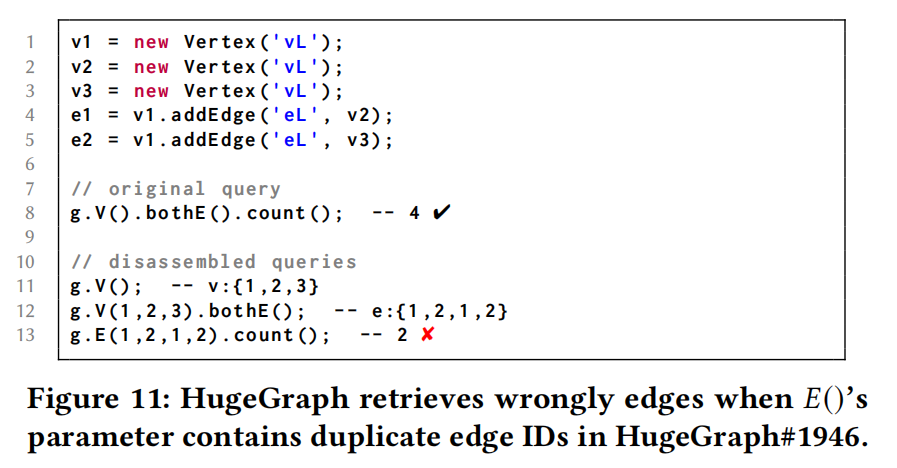 1 v1 = new Vertex('vL');
2 v2 = new Vertex('vL');
3 v3 = new Vertex('vL');
4 e1 = v1.addEdge('eL', v2);
5 e2 = v1.addEdge('eL', v3);
6
7 // original query
8 g.V().bothE().count(); -- 4 ✔
9
10 // disassembled queries
11 g.V(); -- v:{1,2,3}
12 g.V(1,2,3).bothE(); -- e:{1,2,1,2}
13 g.E(1,2,1,2).count(); -- 2 ✘
Figure 11: HugeGraph retrieves wrongly edges when E()’s
parameter contains duplicate edge IDs in HugeGraph#1946.